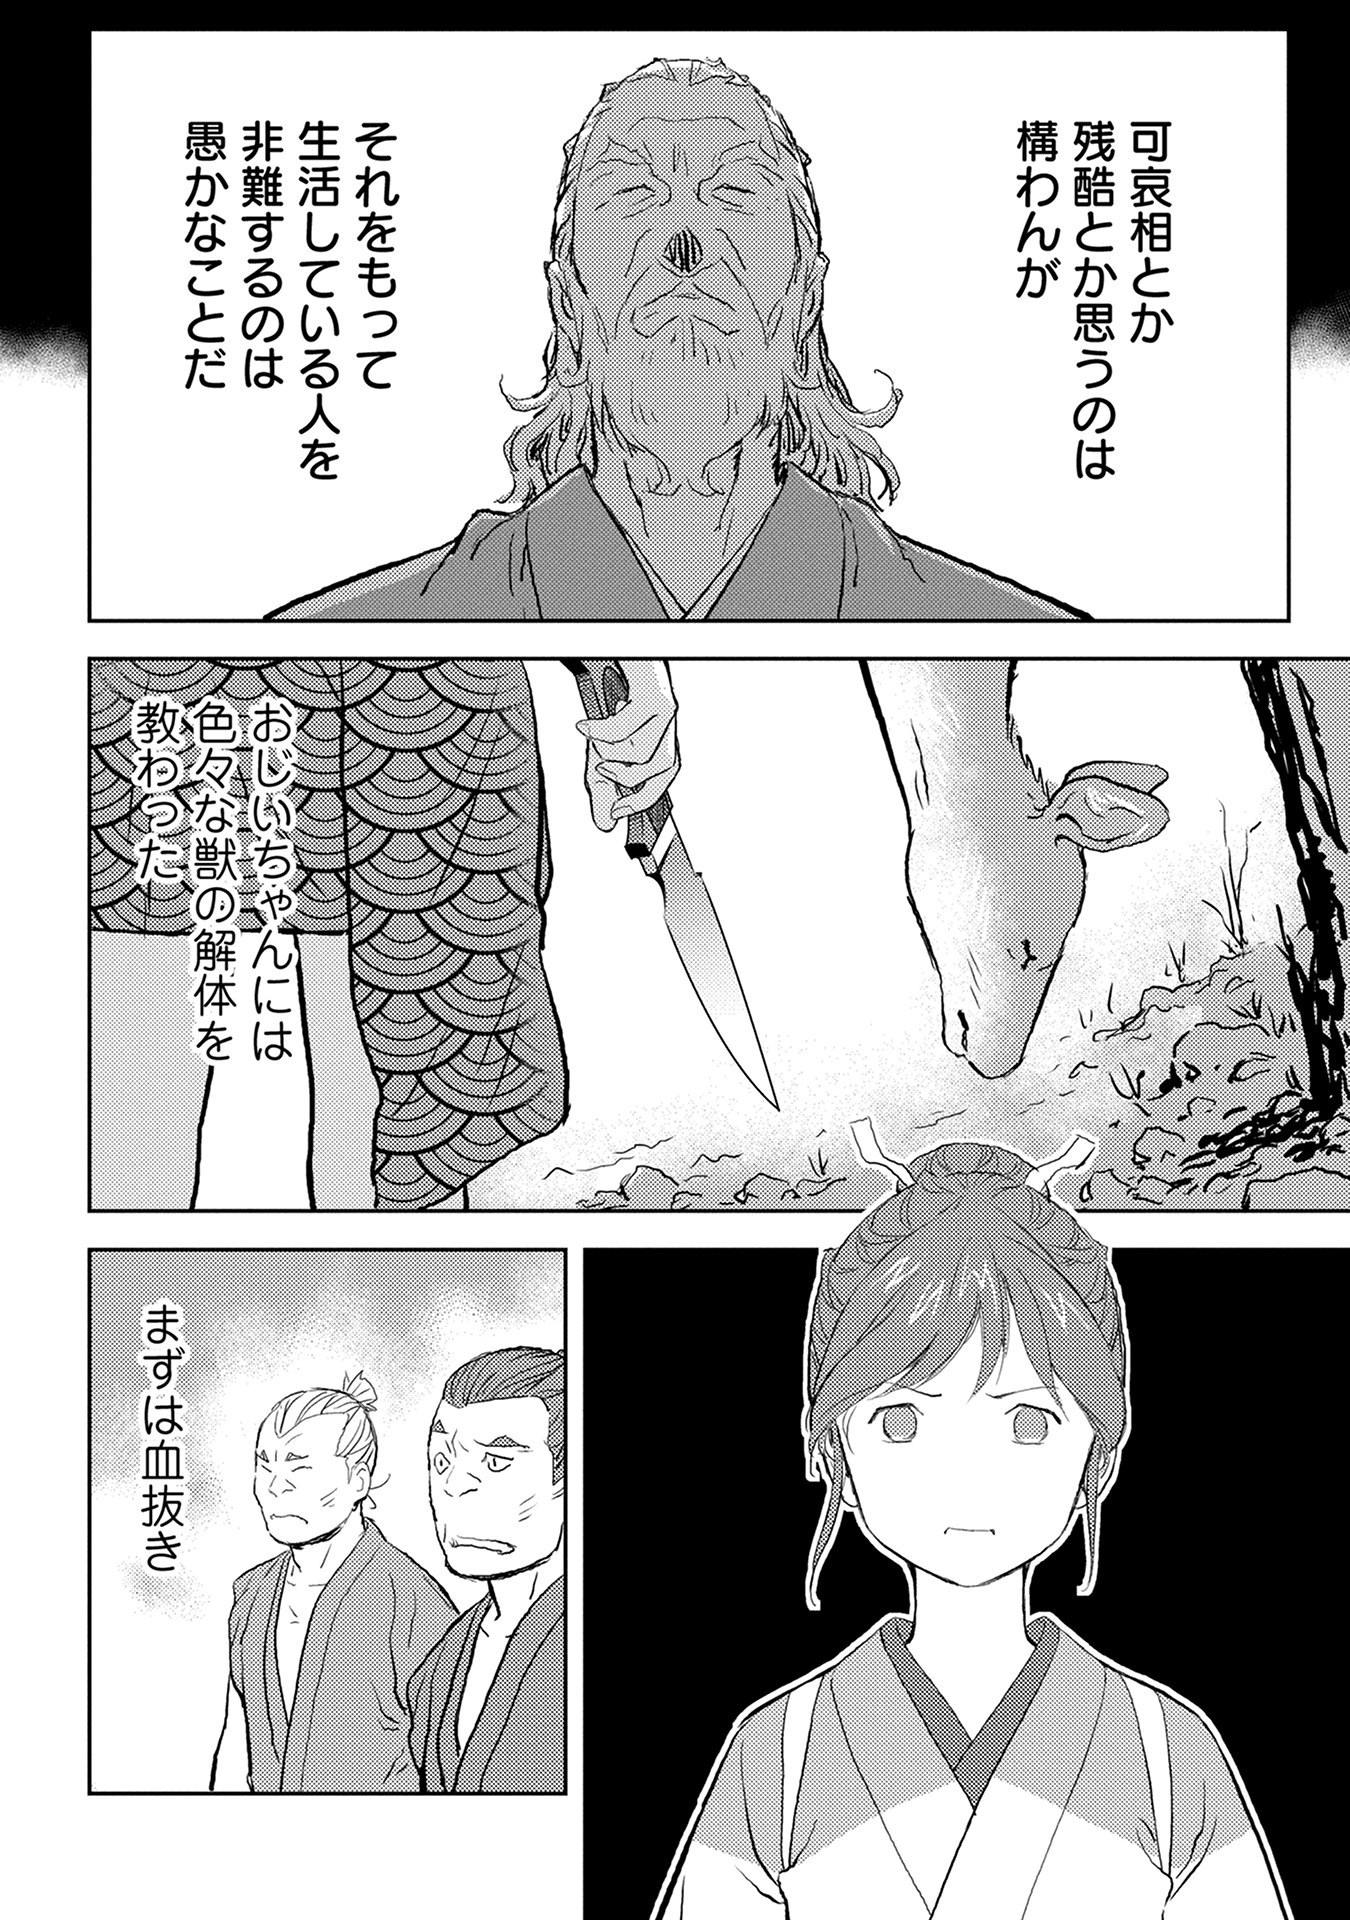 可哀相とか
残酷とか思うのは
構わんが
それをもって
生活している人を
非難するのは
愚かなことだ
おじいちゃんには
色々な獣の解体を
教わった
まずは血抜き